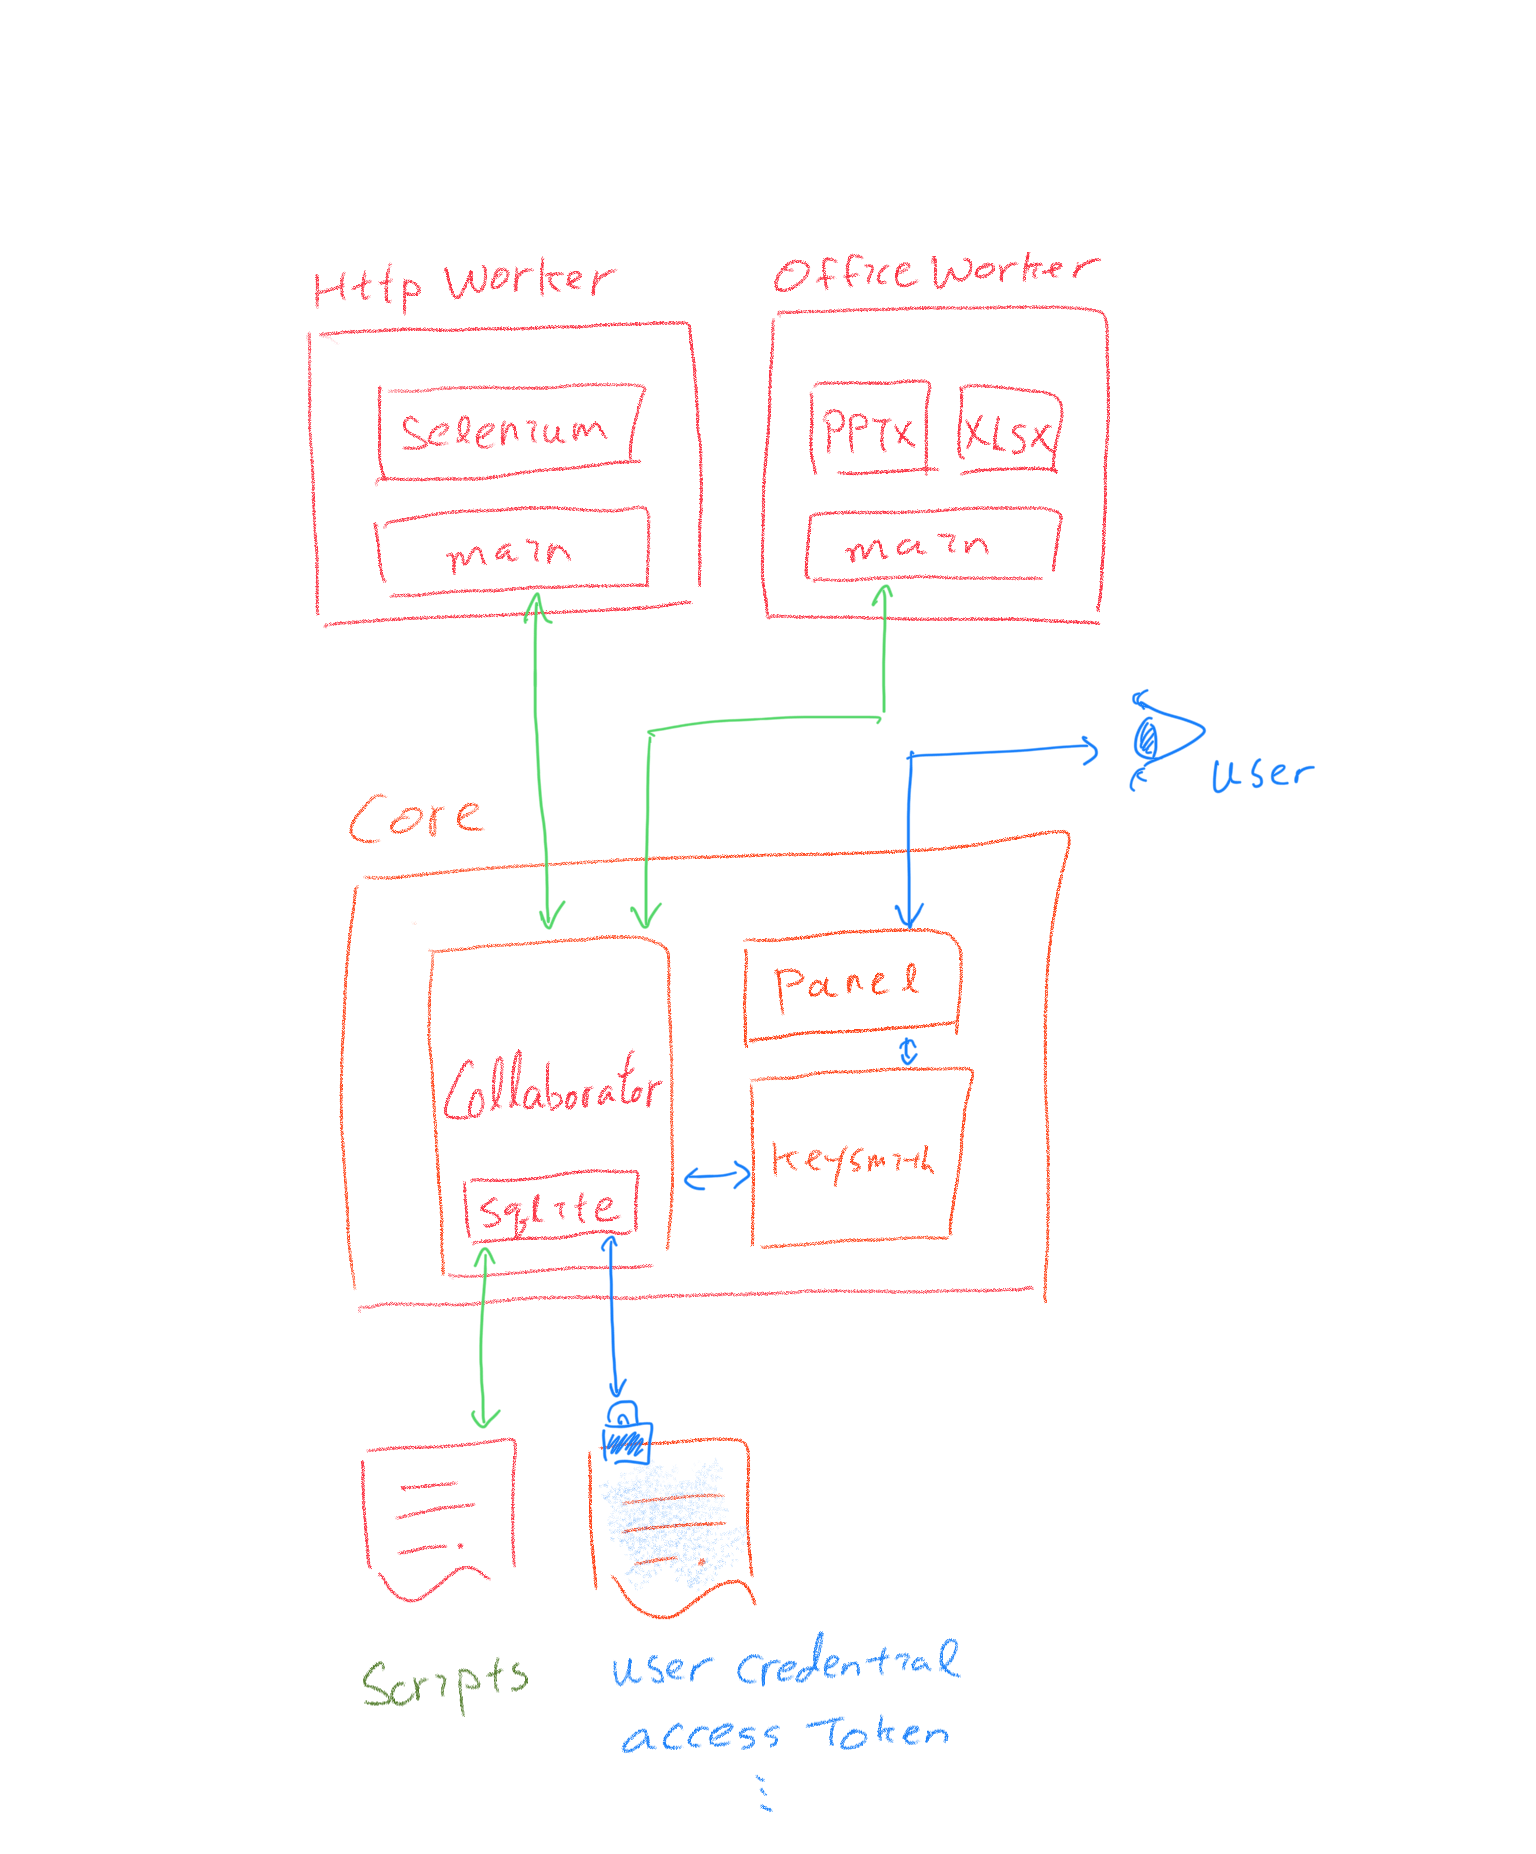 Http Worker
Office Worker
Selenium
PPTX
XLSX
main
main
user
Core
Panel
Collaborator
keysmith
sqlite
Scripts
user credential
access Token
⋮